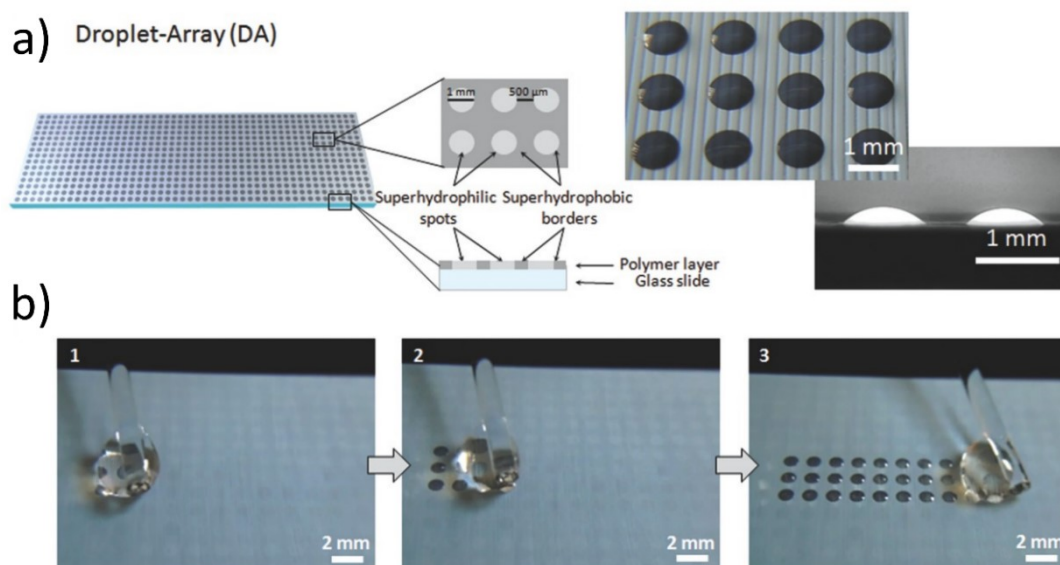 a) Droplet-Array (DA)
1 mm 500 µm
Superhydrophilic Superhydrophobic
spots borders
Polymer layer
Glass slide
1 mm
1 mm
b)
1 2 3
2 mm 2 mm 2 mm